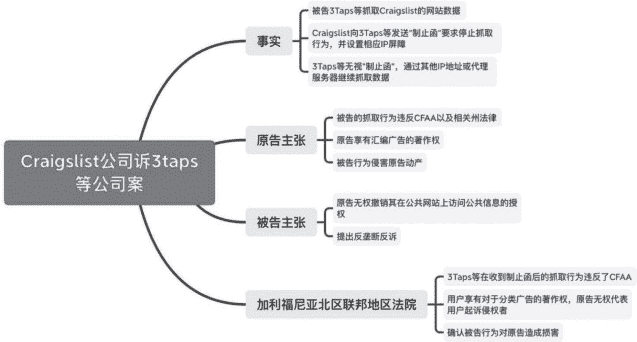 Craigslist公司诉3taps
等公司案
事实
被告3Taps等抓取Craigslist的网站数据
Craigslist向3Taps等发送"制止函"要求停止抓取
行为，并设置相应IP屏障
3Taps等无视"制止函"，通过其他IP地址或代理
服务器继续抓取数据
原告主张
被告的抓取行为违反CFAA以及相关州法律
原告享有汇编广告的著作权
被告行为侵害原告动产
被告主张
原告无权撤销其在公共网站上访问公共信息的授
权
提出反垄断反诉
加利福尼亚北区联邦地区法院
3Taps等在收到制止函后的抓取行为违反了CFAA
用户享有对于分类广告的著作权，原告无权代表
用户起诉侵权者
确认被告行为对原告造成损害